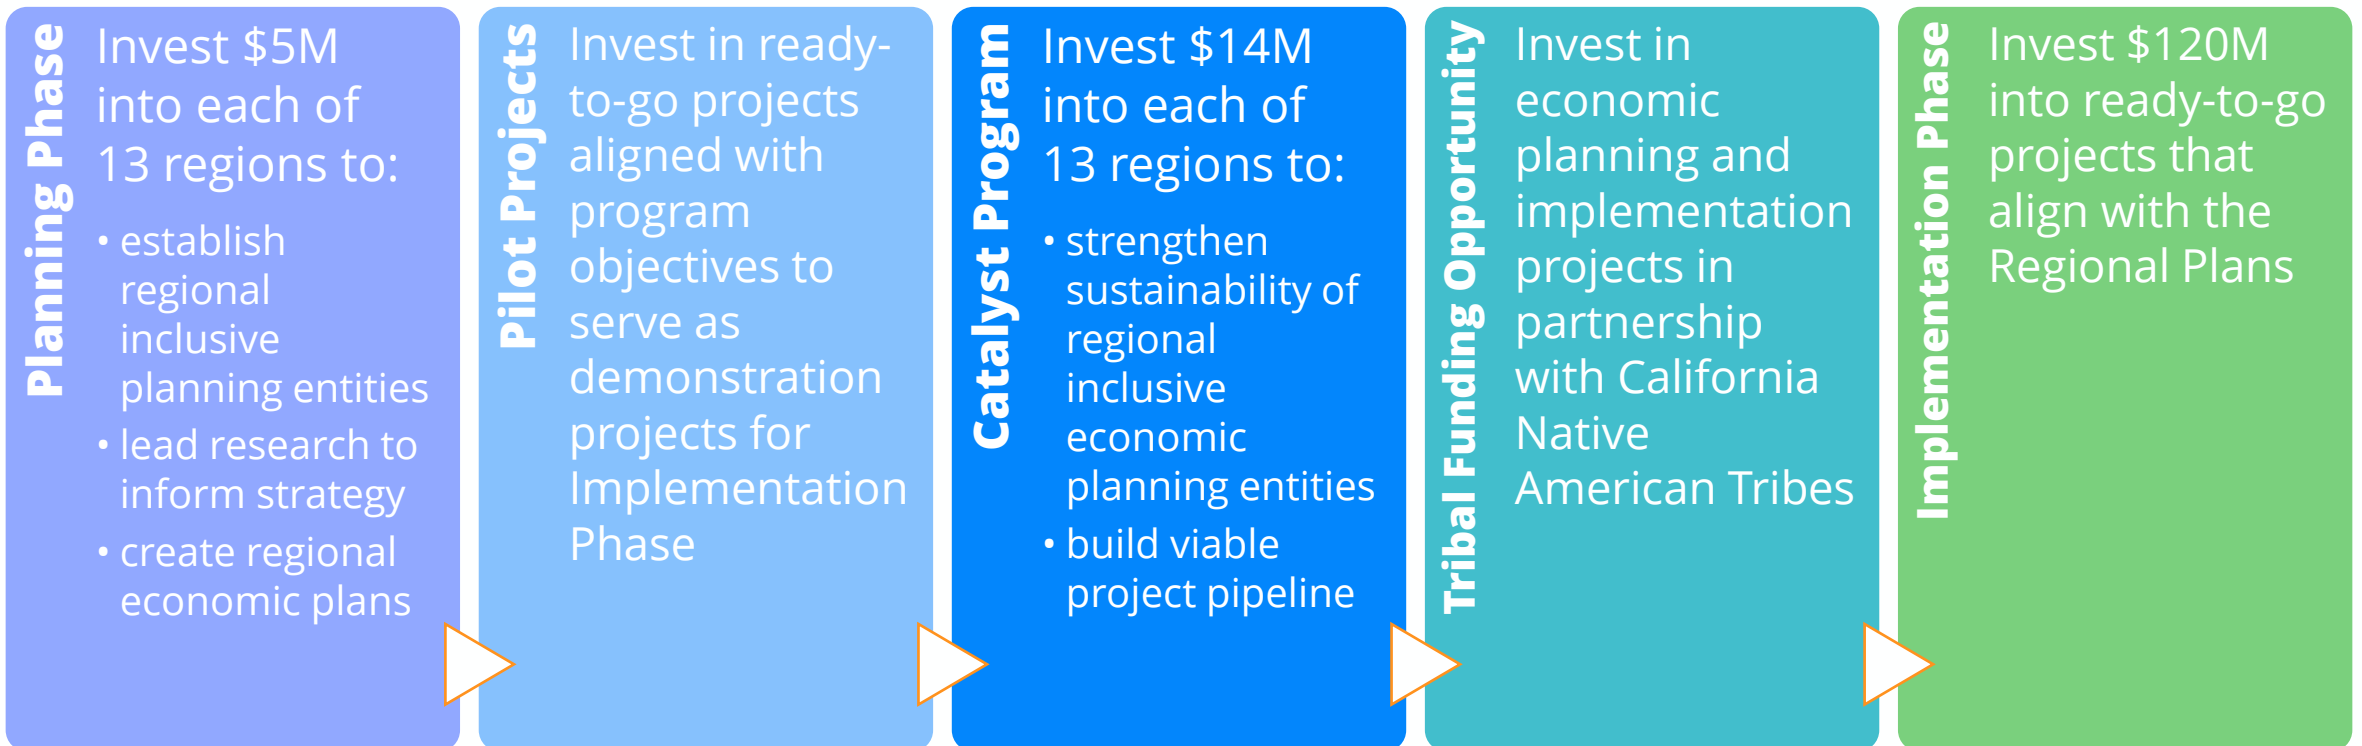 Planning Phase
Invest $5M
into each of
13 regions to:
• establish
regional
inclusive
planning entities
• lead research to
inform strategy
• create regional
economic plans
Pilot Projects
Invest in ready-
to-go projects
aligned with
program
objectives to
serve as
demonstration
projects for
Implementation
Phase
Catalyst Program
Invest $14M
into each of
13 regions to:
• strengthen
sustainability of
regional
inclusive
economic
planning entities
• build viable
project pipeline
Tribal Funding Opportunity
Invest in
economic
planning and
implementation
projects in
partnership
with California
Native
American Tribes
Implementation Phase
Invest $120M
into ready-to-go
projects that
align with the
Regional Plans